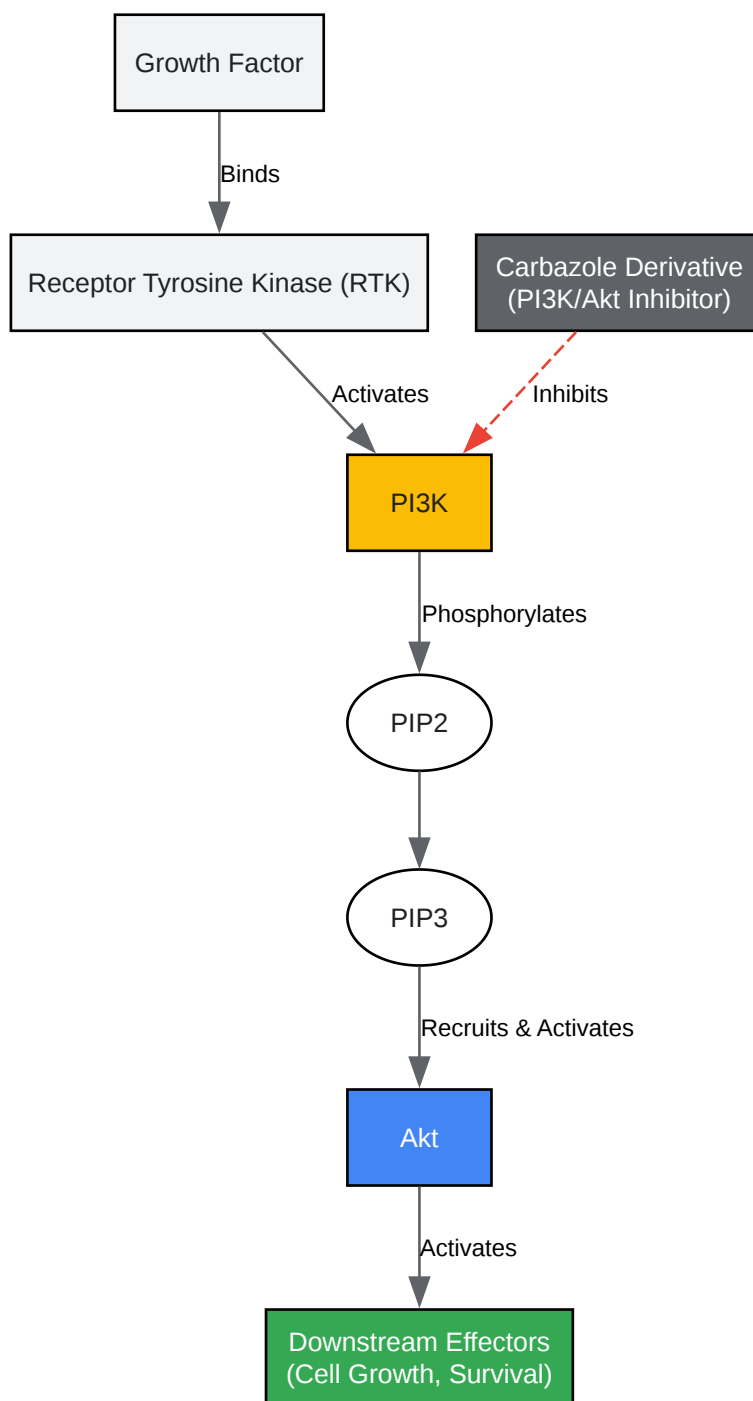 Growth Factor
Binds
Receptor Tyrosine Kinase (RTK)
Carbazole Derivative
(PI3K/Akt Inhibitor)
Activates
Inhibits
PI3K
Phosphorylates
PIP2
PIP3
Recruits & Activates
Akt
Activates
Downstream Effectors
(Cell Growth, Survival)